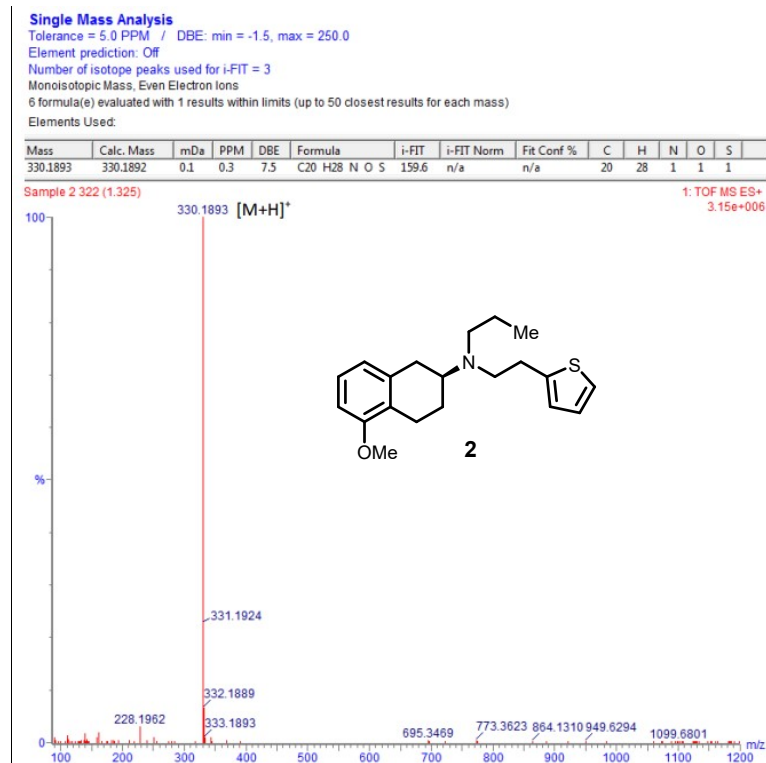 Single Mass Analysis
Tolerance = 5.0 PPM / DBE: min = -1.5, max = 250.0
Element prediction: Off
Number of isotope peaks used for i-FIT = 3
Monoisotopic Mass, Even Electron Ions
6 formula(e) evaluated with 1 results within limits (up to 50 closest results for each mass)
Elements Used:
Mass Calc. Mass mDa PPM DBE Formula i-FIT i-FIT Norm Fit Conf % C H N O S
330.1893 330.1892 0.1 0.3 7.5 C20 H28 N O S 159.6 n/a n/a 20 28 1 1 1
Sample 2 322 (1.325) 1: TOF MS ES+
3.15e+006
100
330.1893 [M+H]+
Me
N
S
OMe
2
%
331.1924
332.1889
228.1962
333.1893
695.3469
773.3623
864.1310
949.6294
1099.6801
0
m/z
100 200 300 400 500 600 700 800 900 1000 1100 1200